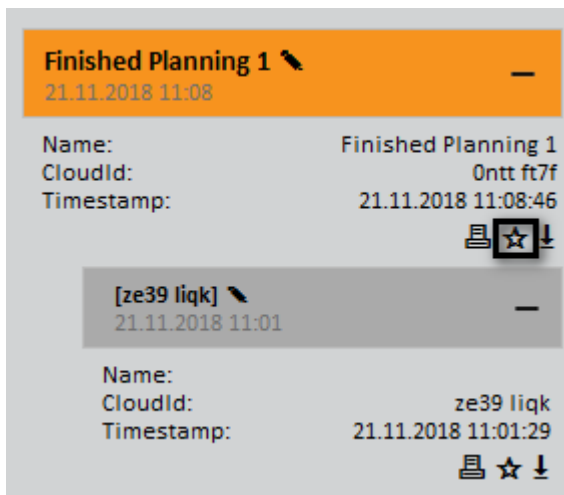 Finished Planning 1
21.11.2018 11:08
Name: Finished Planning 1
CloudId: 0ntt ft7f
Timestamp: 21.11.2018 11:08:46
[ze39 liqk]
21.11.2018 11:01
Name:
CloudId: ze39 liqk
Timestamp: 21.11.2018 11:01:29